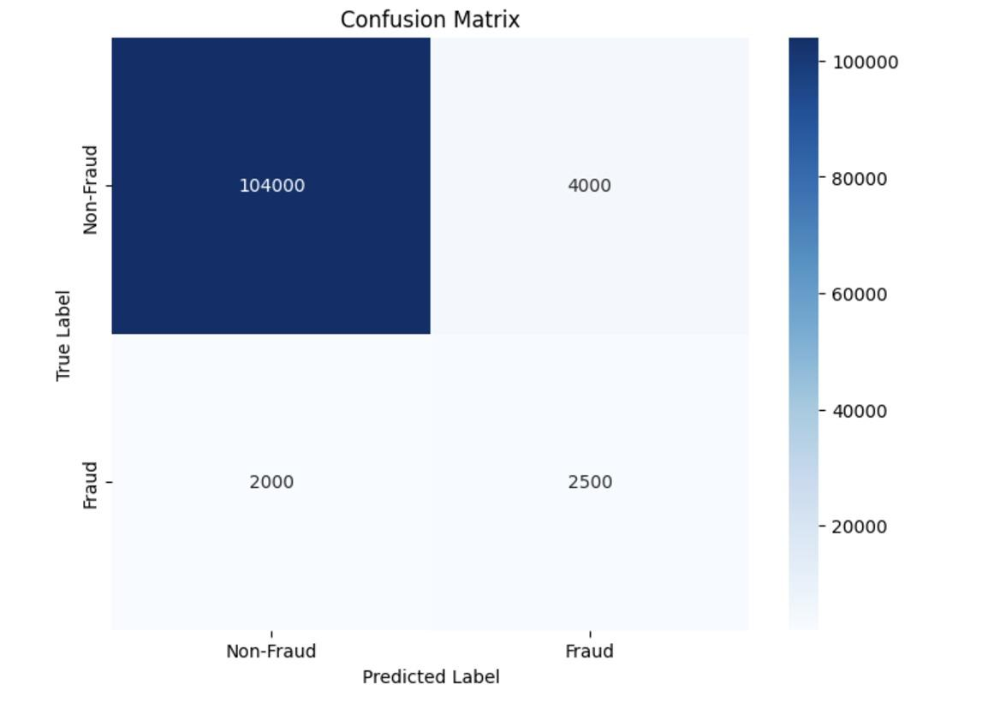 Confusion Matrix
Non-Fraud
104000
4000
True Label
Fraud
2000
2500
Non-Fraud
Fraud
Predicted Label
100000
80000
60000
40000
20000